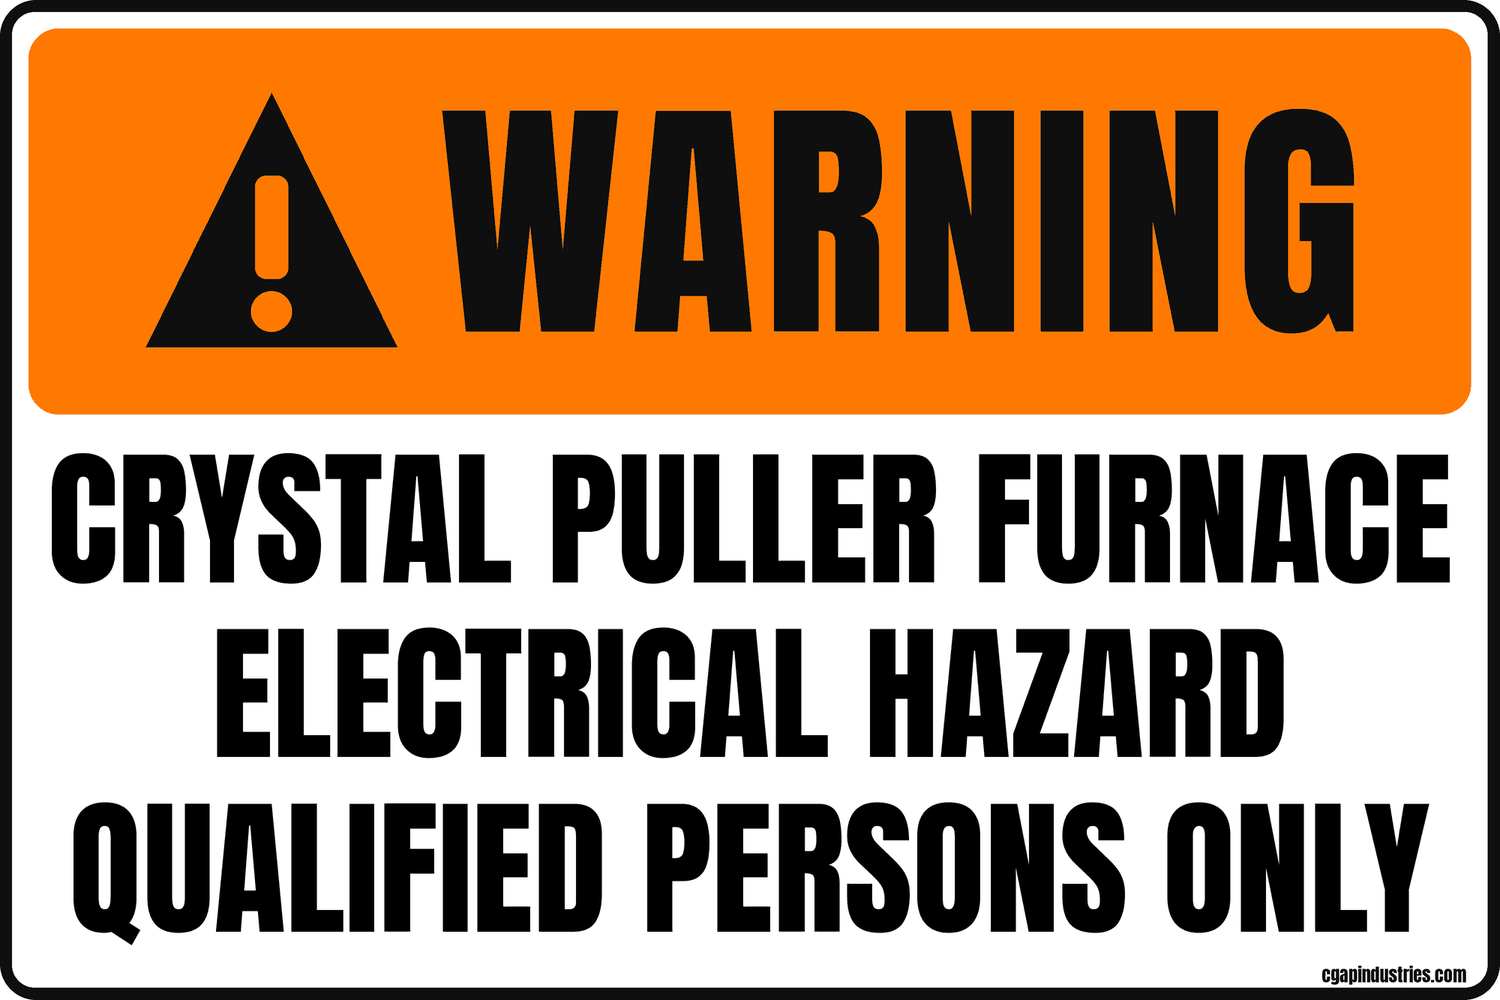 WARNING
CRYSTAL PULLER FURNACE
ELECTRICAL HAZARD
QUALIFIED PERSONS ONLY
cgapindustries.com